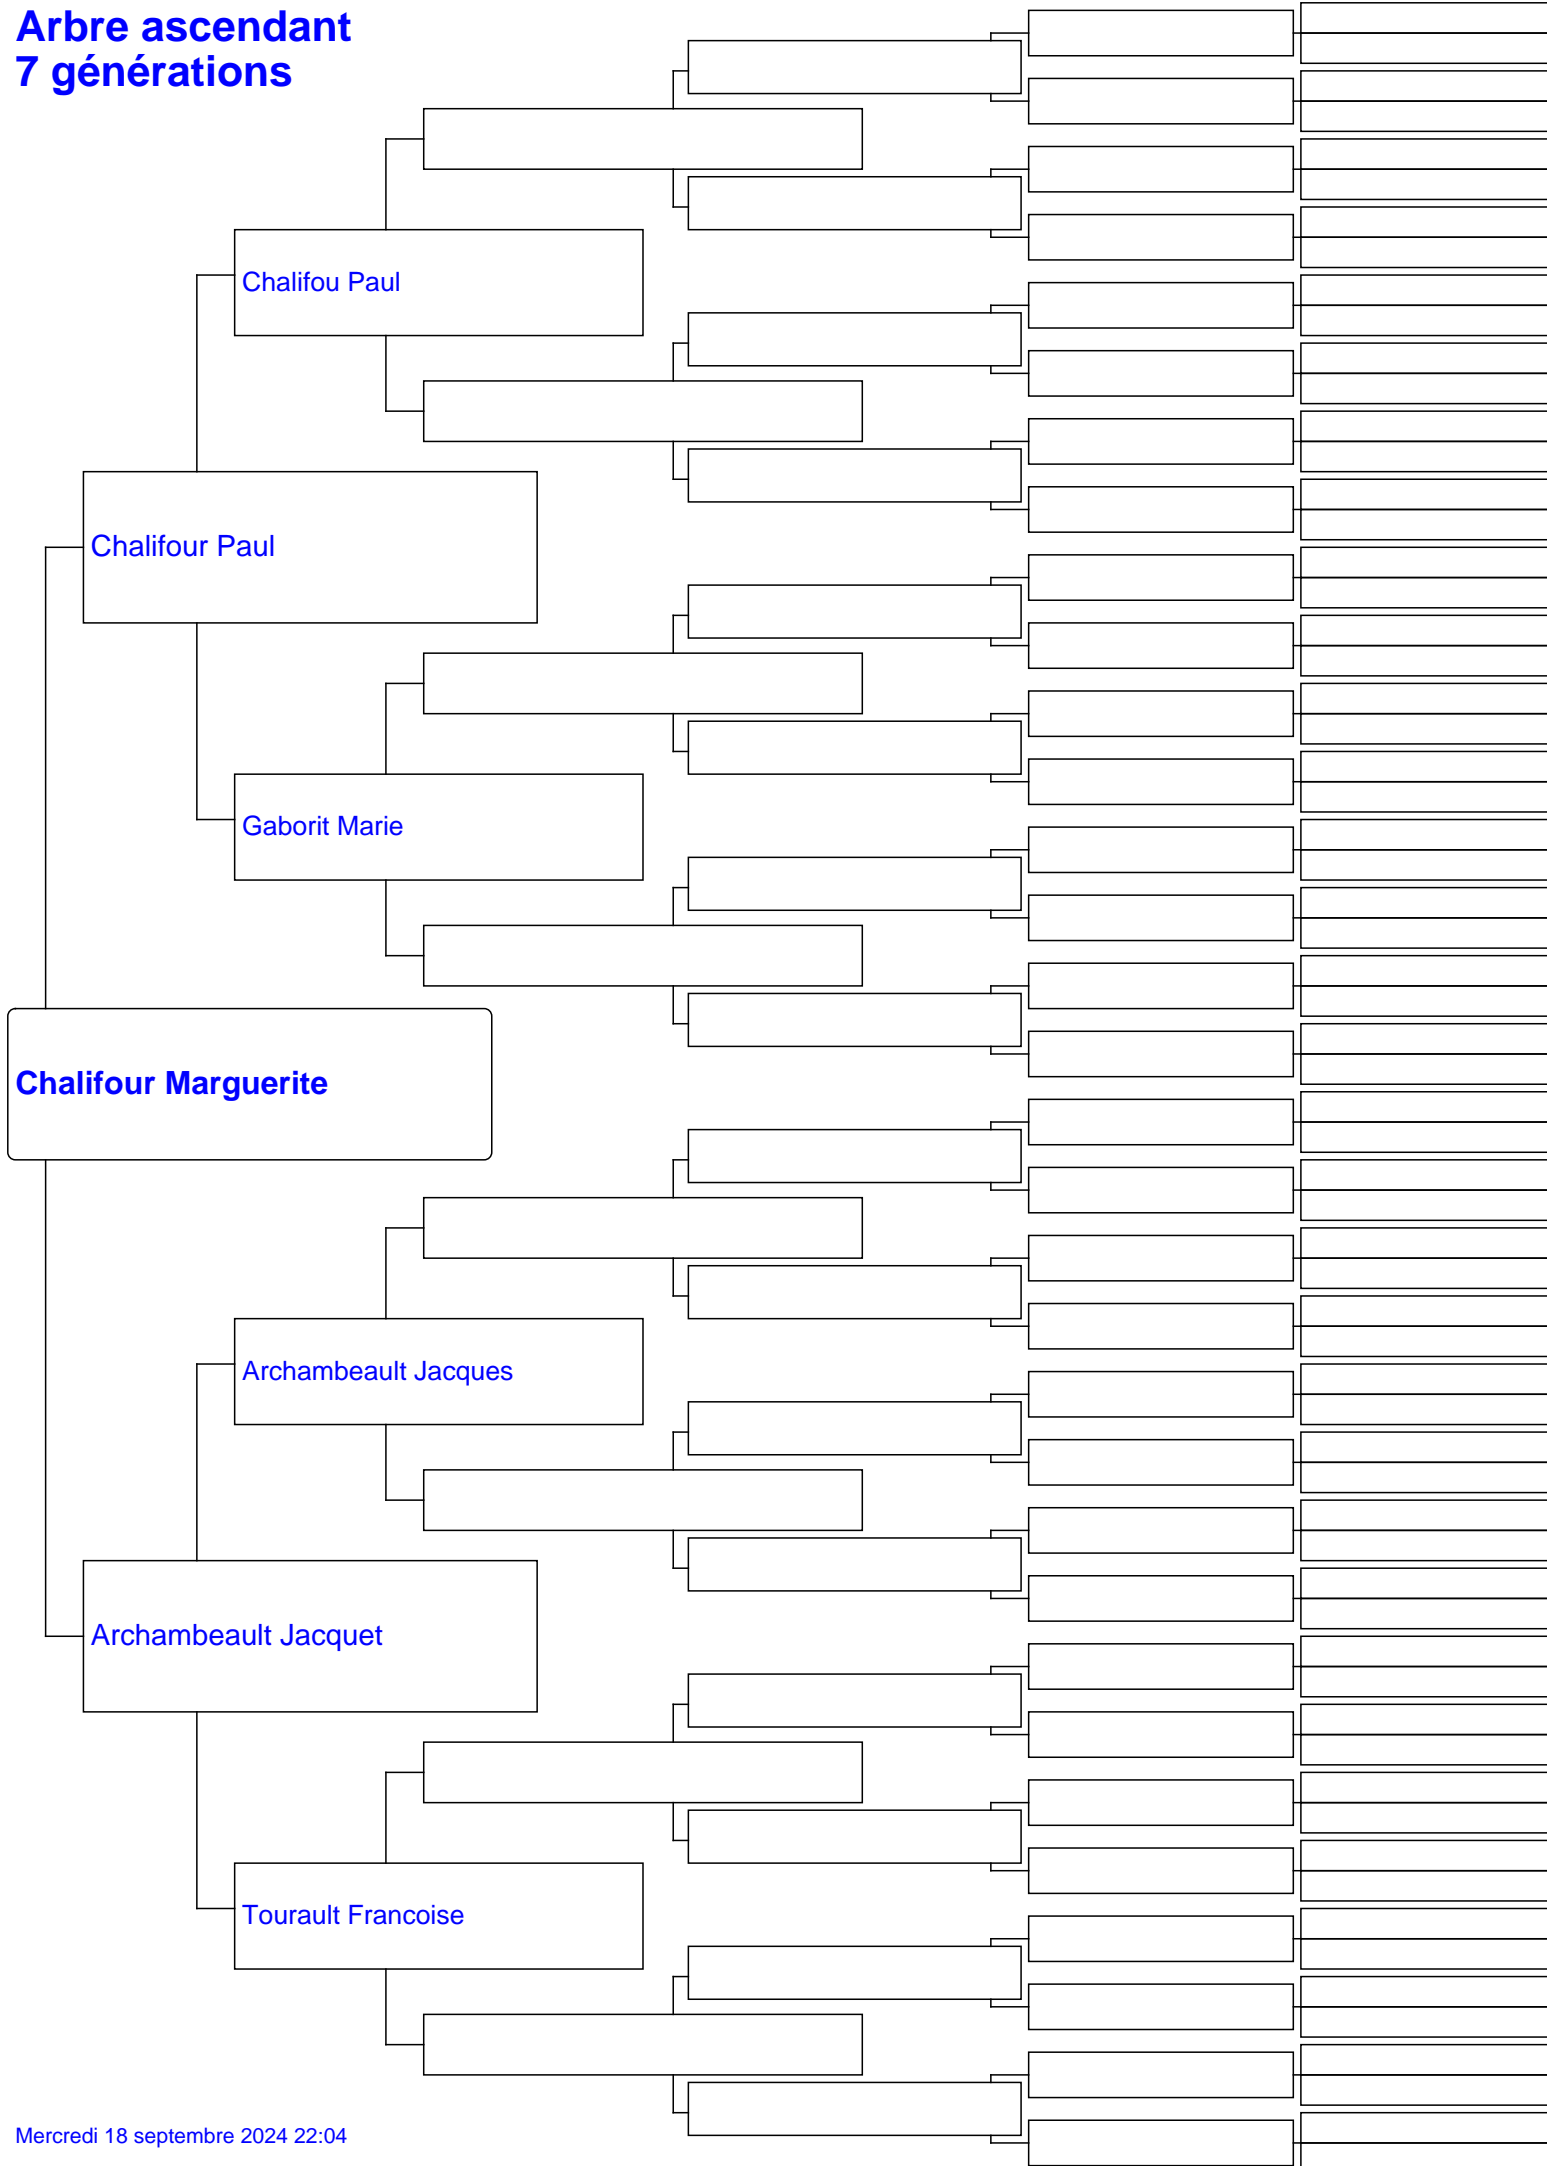 Arbre ascendant
7 générations
Chalifou Paul
Chalifour Paul
Gaborit Marie
Chalifour Marguerite
Archambeault Jacques
Archambeault Jacquet
Tourault Francoise
Mercredi 18 septembre 2024 22:04